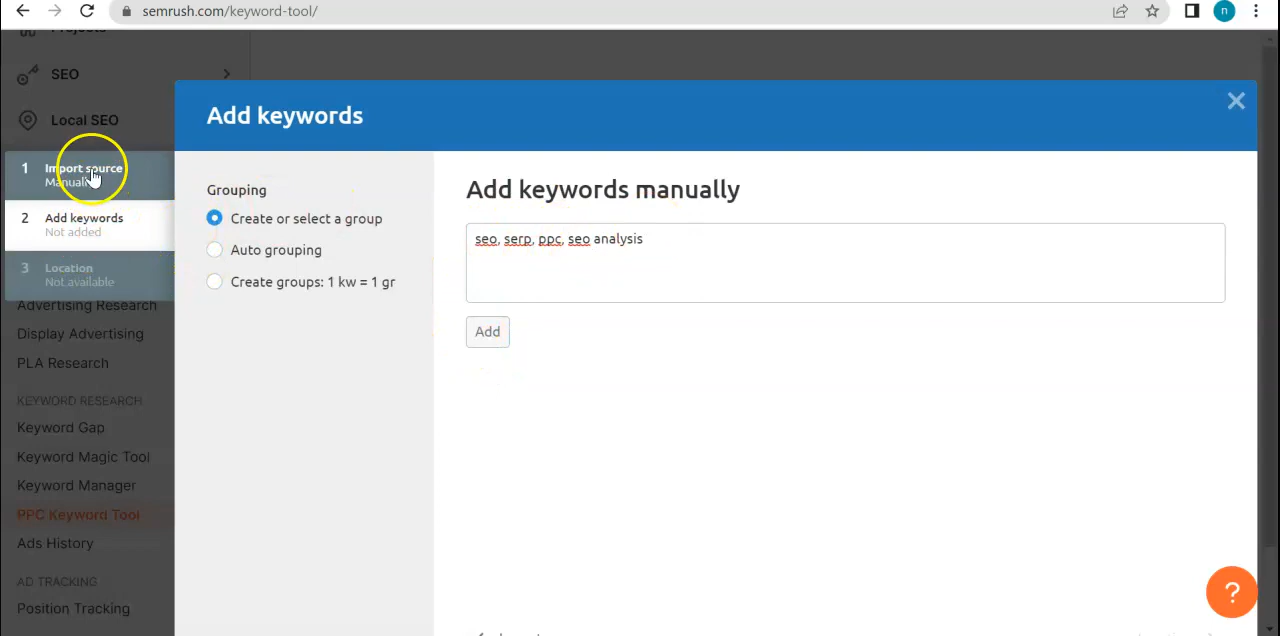 semrush.com/keyword-tool/
n
Projects
SEO
Local SEO
1 Import source
Manually
2 Add keywords
Not added
3 Location
Not available
Advertising Research
Display Advertising
PLA Research
KEYWORD RESEARCH
Keyword Gap
Keyword Magic Tool
Keyword Manager
PPC Keyword Tool
Ads History
AD TRACKING
Position Tracking
Add keywords
Grouping
Create or select a group
Auto grouping
Create groups: 1 kw = 1 gr
Add keywords manually
seo, serp, ppc, seo analysis
Add
?